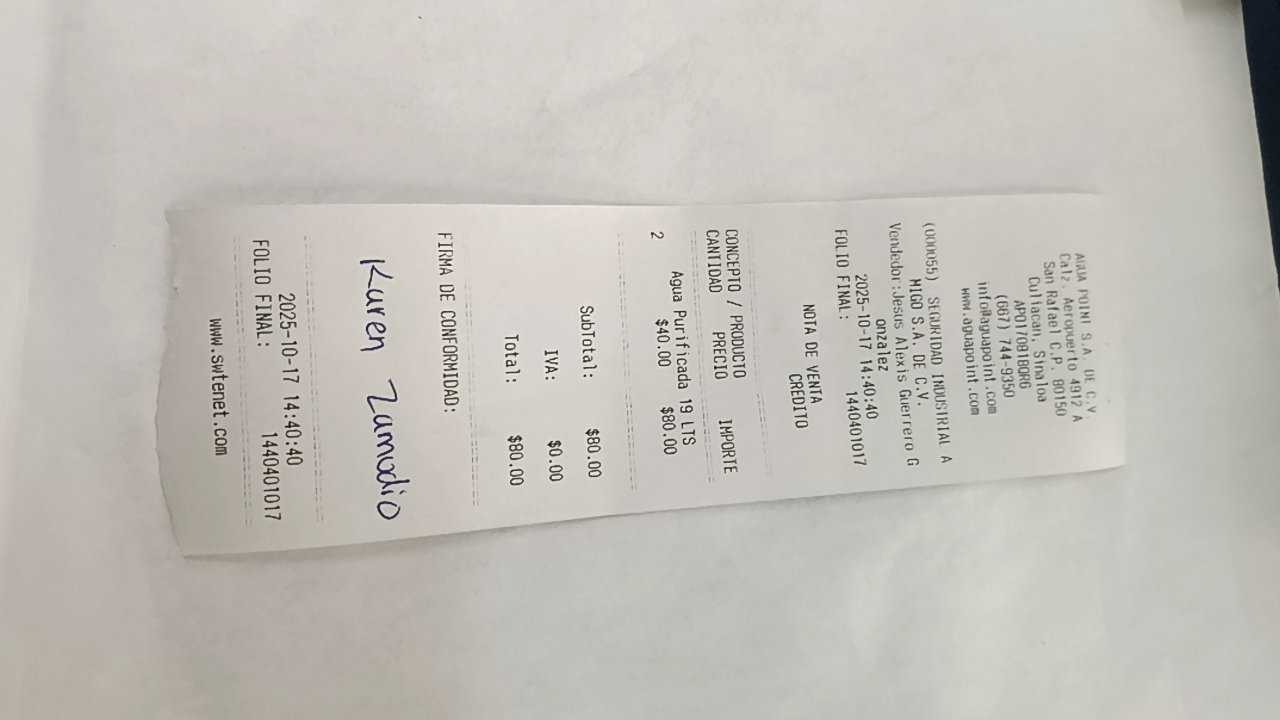 AGUA POINT S.A. DE C.V.
Calz. Aeropuerto 4912 A
San Rafael C.P. 80150
Culiacan, Sinaloa
APO170818QR6
(667) 744-9350
info@aguapoint.com
www.aguapoint.com
(000055) SEGURIDAD INDUSTRIAL A
MIGO S.A. DE C.V.
Vendedor:Jesus Alexis Guerrero G
onzalez
2025-10-17 14:40:40
FOLIO FINAL: 1440401017
NOTA DE VENTA
CREDITO
CONCEPTO / PRODUCTO
CANTIDAD PRECIO IMPORTE
Agua Purificada 19 LTS
2 $40.00 $80.00
SubTotal: $80.00
IVA: $0.00
Total: $80.00
FIRMA DE CONFORMIDAD:
Karen Zamudio
2025-10-17 14:40:40
FOLIO FINAL: 1440401017
www.swtenet.com